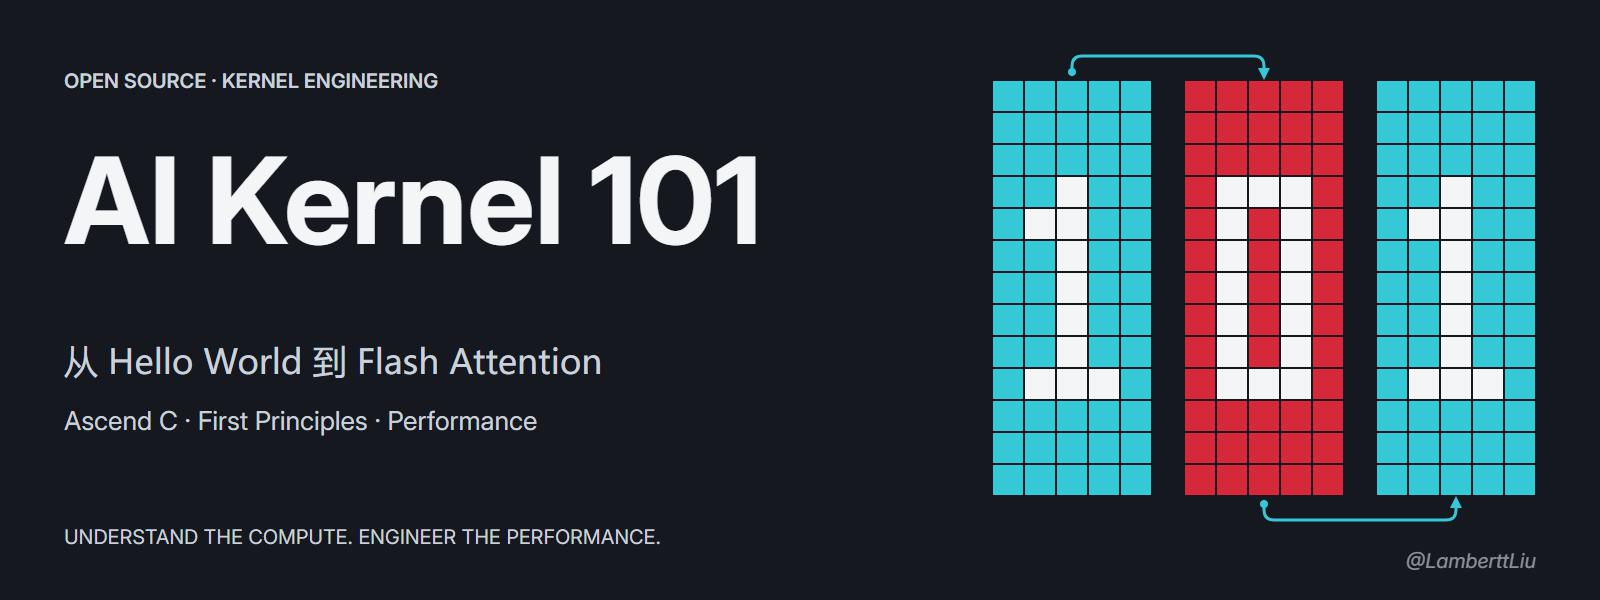 OPEN SOURCE · KERNEL ENGINEERING
AI Kernel 101
从 Hello World 到 Flash Attention
Ascend C · First Principles · Performance
UNDERSTAND THE COMPUTE. ENGINEER THE PERFORMANCE.
101
@LamberttLiu